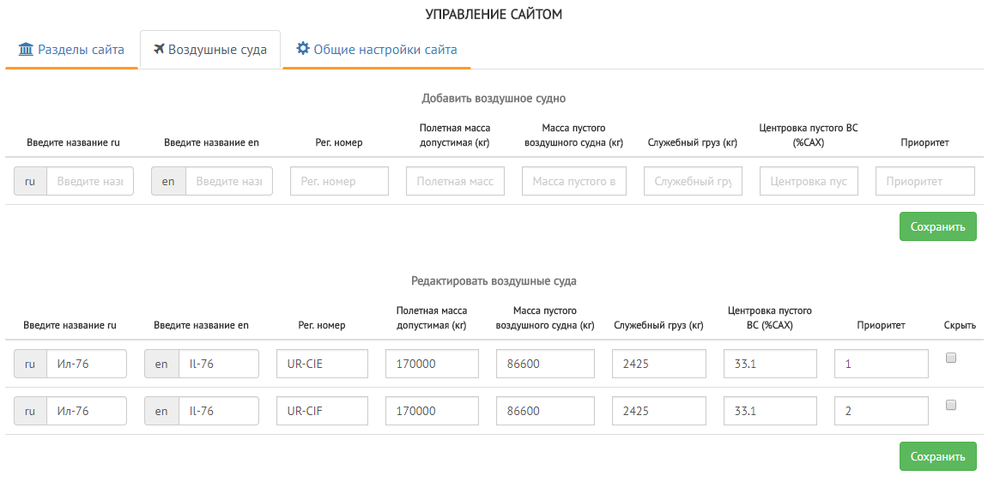 УПРАВЛЕНИЕ САЙТОМ
Разделы сайта Воздушные суда Общие настройки сайта
Добавить воздушное судно
Введите название ru Введите название en Рег. номер Полетная масса допустимая (кг) Масса пустого воздушного судна (кг) Служебный груз (кг) Центровка пустого ВС (%САХ) Приоритет
ru Введите назв en Введите назв Рег. номер Полетная масс Масса пустого в Служебный гру Центровка пус Приоритет
Сохранить
Редактировать воздушные суда
Введите название ru Введите название en Рег. номер Полетная масса допустимая (кг) Масса пустого воздушного судна (кг) Служебный груз (кг) Центровка пустого ВС (%САХ) Приоритет Скрыть
ru Ил-76 en Il-76 UR-CIE 170000 86600 2425 33.1 1
ru Ил-76 en Il-76 UR-CIF 170000 86600 2425 33.1 2
Сохранить